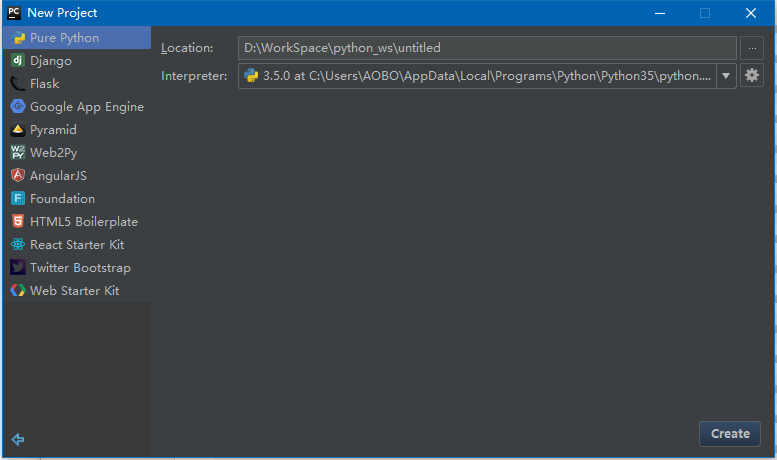 New Project
Pure Python
Django
Flask
Google App Engine
Pyramid
Web2Py
AngularJS
Foundation
HTML5 Boilerplate
React Starter Kit
Twitter Bootstrap
Web Starter Kit
Location: D:\WorkSpace\python_ws\untitled ...
Interpreter: 3.5.0 at C:\Users\AOBO\AppData\Local\Programs\Python\Python35\python....
Create